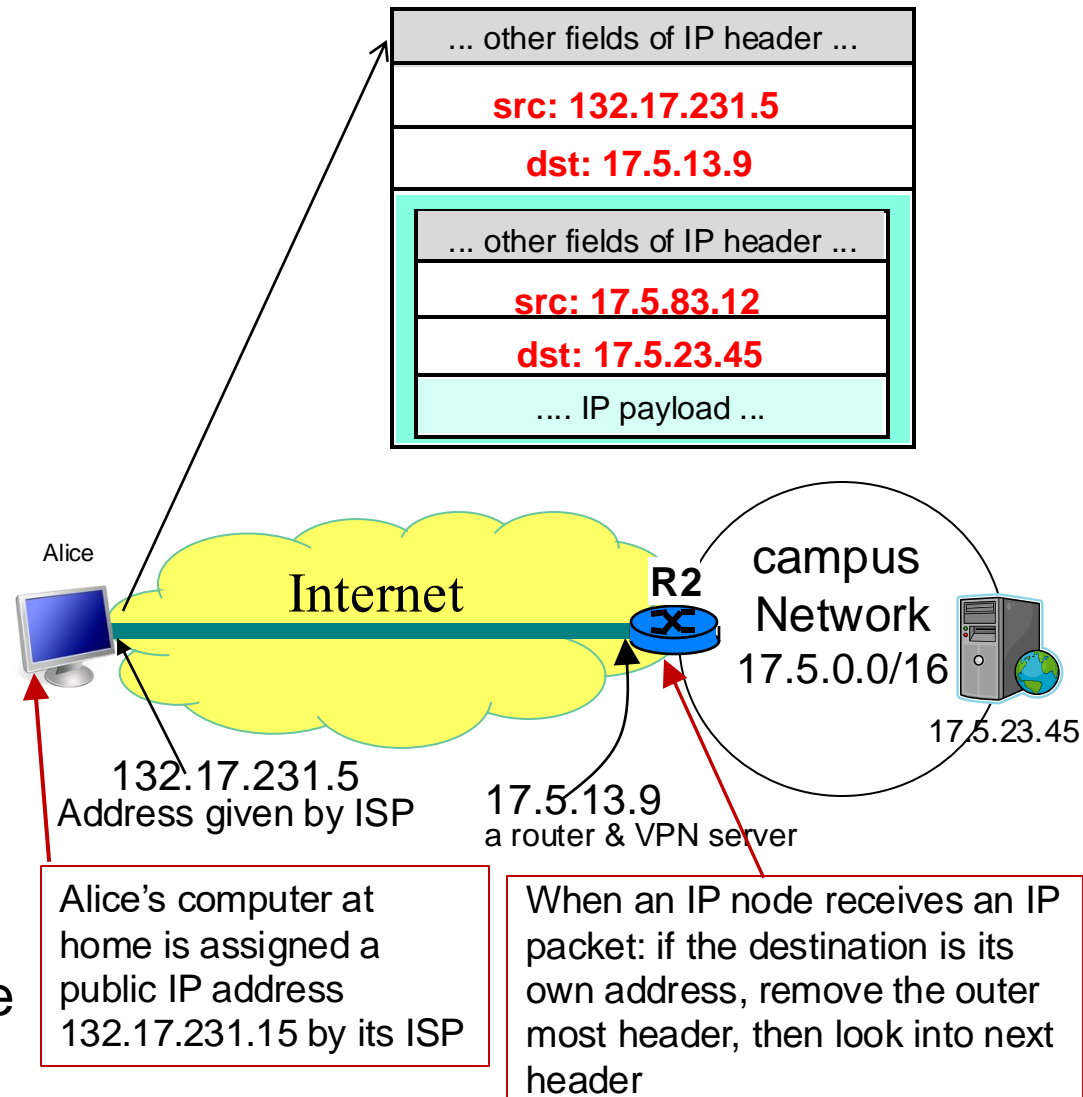 ... other fields of IP header ...
src: 132.17.231.5
dst: 17.5.13.9
... other fields of IP header ...
src: 17.5.83.12
dst: 17.5.23.45
.... IP payload ...
Alice
Internet
R2
campus
Network
17.5.0.0/16
17.5.23.45
132.17.231.5
Address given by ISP
17.5.13.9
a router & VPN server
e
Alice’s computer at
home is assigned a
public IP address
132.17.231.15 by its ISP
When an IP node receives an IP
packet: if the destination is its
own address, remove the outer
most header, then look into next
header